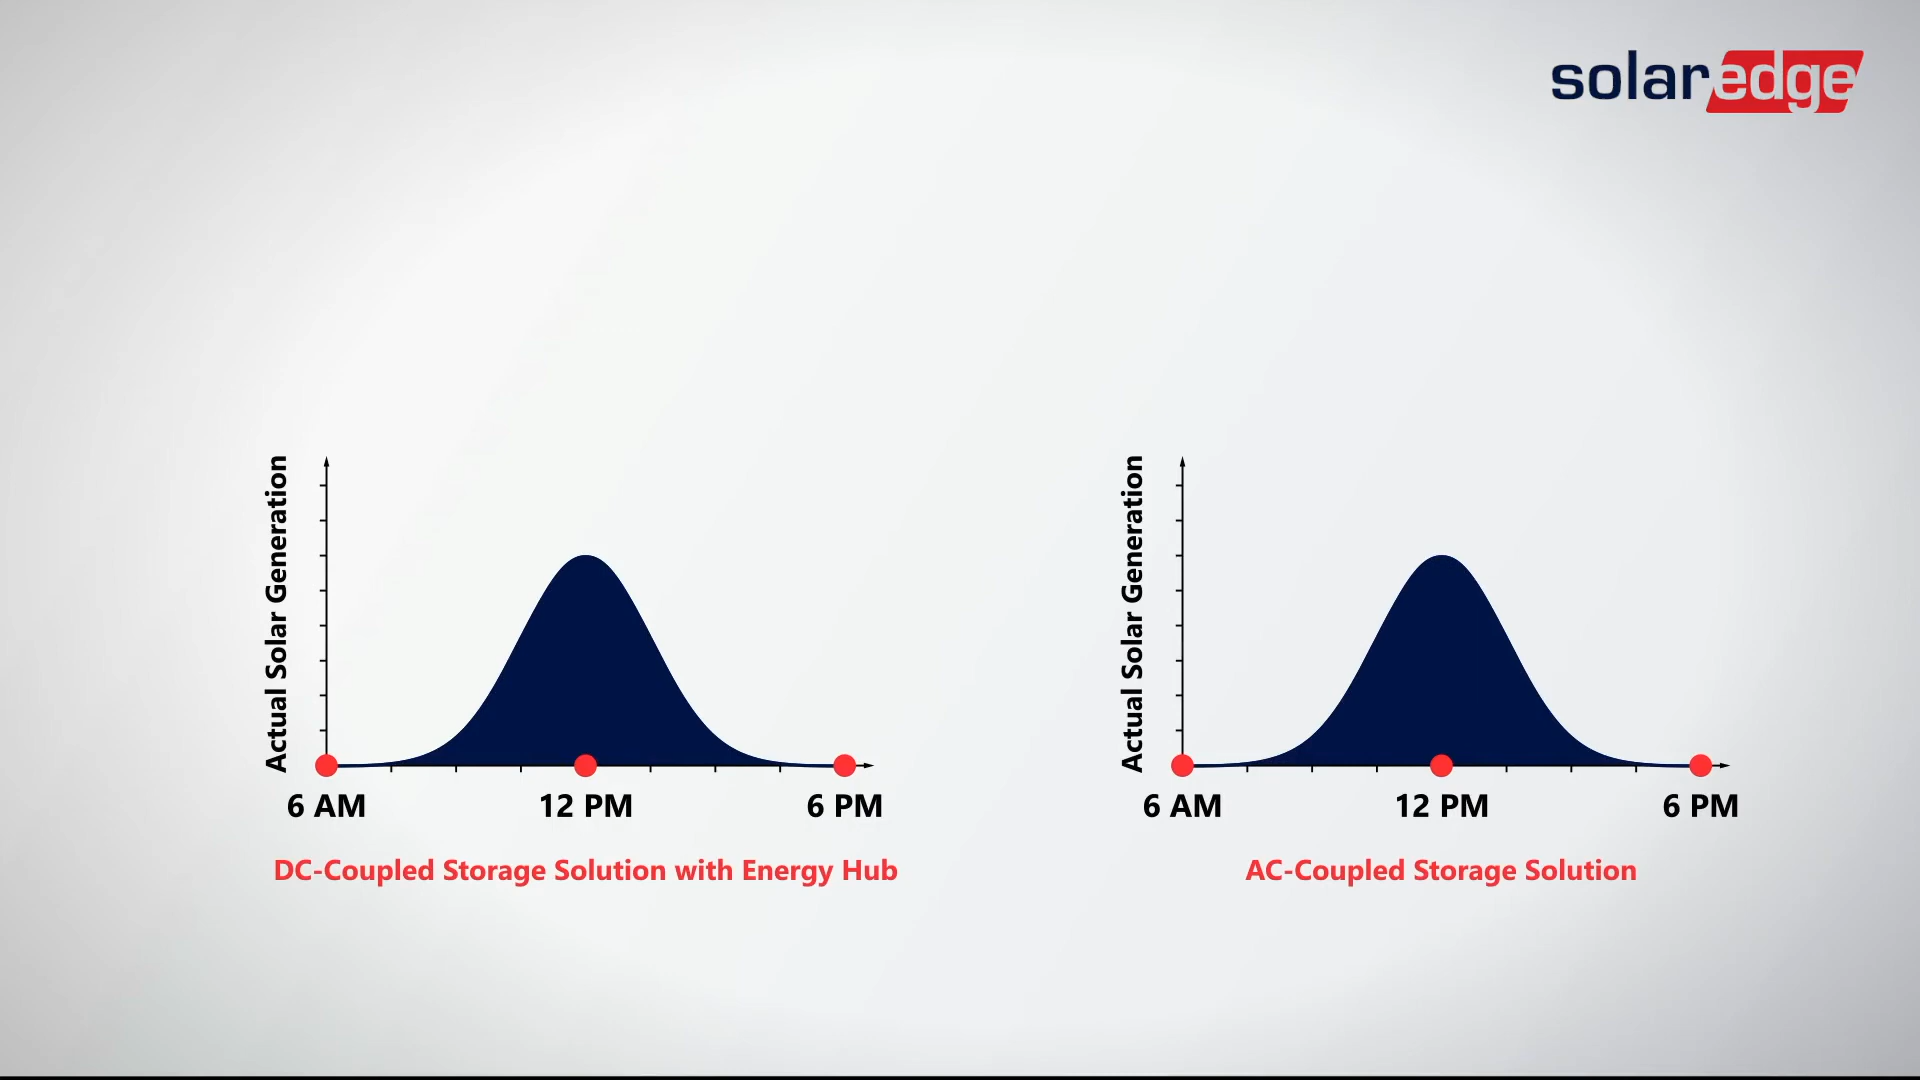 solaredge
Actual Solar Generation
6 AM
12 PM
6 PM
DC-Coupled Storage Solution with Energy Hub
Actual Solar Generation
6 AM
12 PM
6 PM
AC-Coupled Storage Solution